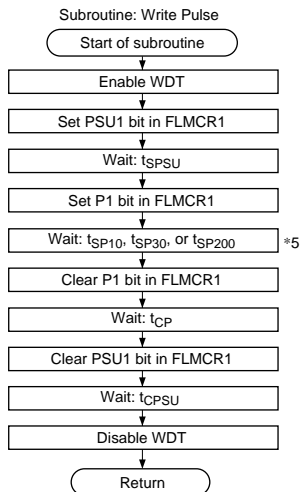 Subroutine: Write Pulse
Start of subroutine
Enable WDT
Set PSU1 bit in FLMCR1
Wait: tSPSU
Set P1 bit in FLMCR1
Wait: tSP10, tSP30, or tSP200 *5
Clear P1 bit in FLMCR1
Wait: tCP
Clear PSU1 bit in FLMCR1
Wait: tCPSU
Disable WDT
Return